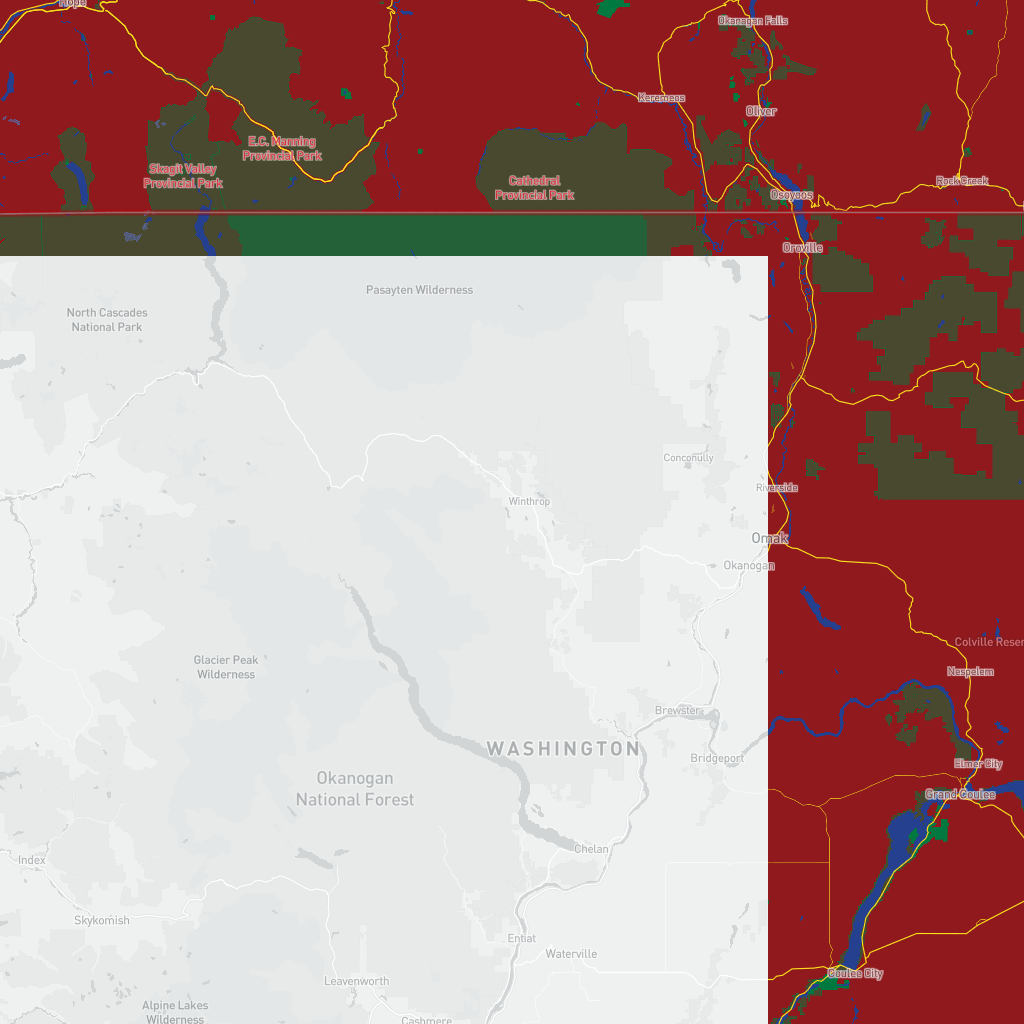 Hope
Okanagan Falls
Keremeos
Oliver
E.C. Manning
Provincial Park
Skagit Valley
Provincial Park
Cathedral
Provincial Park
Osoyoos
Rock Creek
Oroville
Pasayten Wilderness
North Cascades
National Park
Conconully
Riverside
Winthrop
Omak
Okanogan
Colville Reser
Glacier Peak
Wilderness
Nespelem
Brewster
WASHINGTON
Bridgeport
Elmer City
Okanogan
National Forest
Grand Coulee
Chelan
Index
Skykomish
Entiat
Waterville
Coulee City
Leavenworth
Alpine Lakes
Wilderness
Cashmere